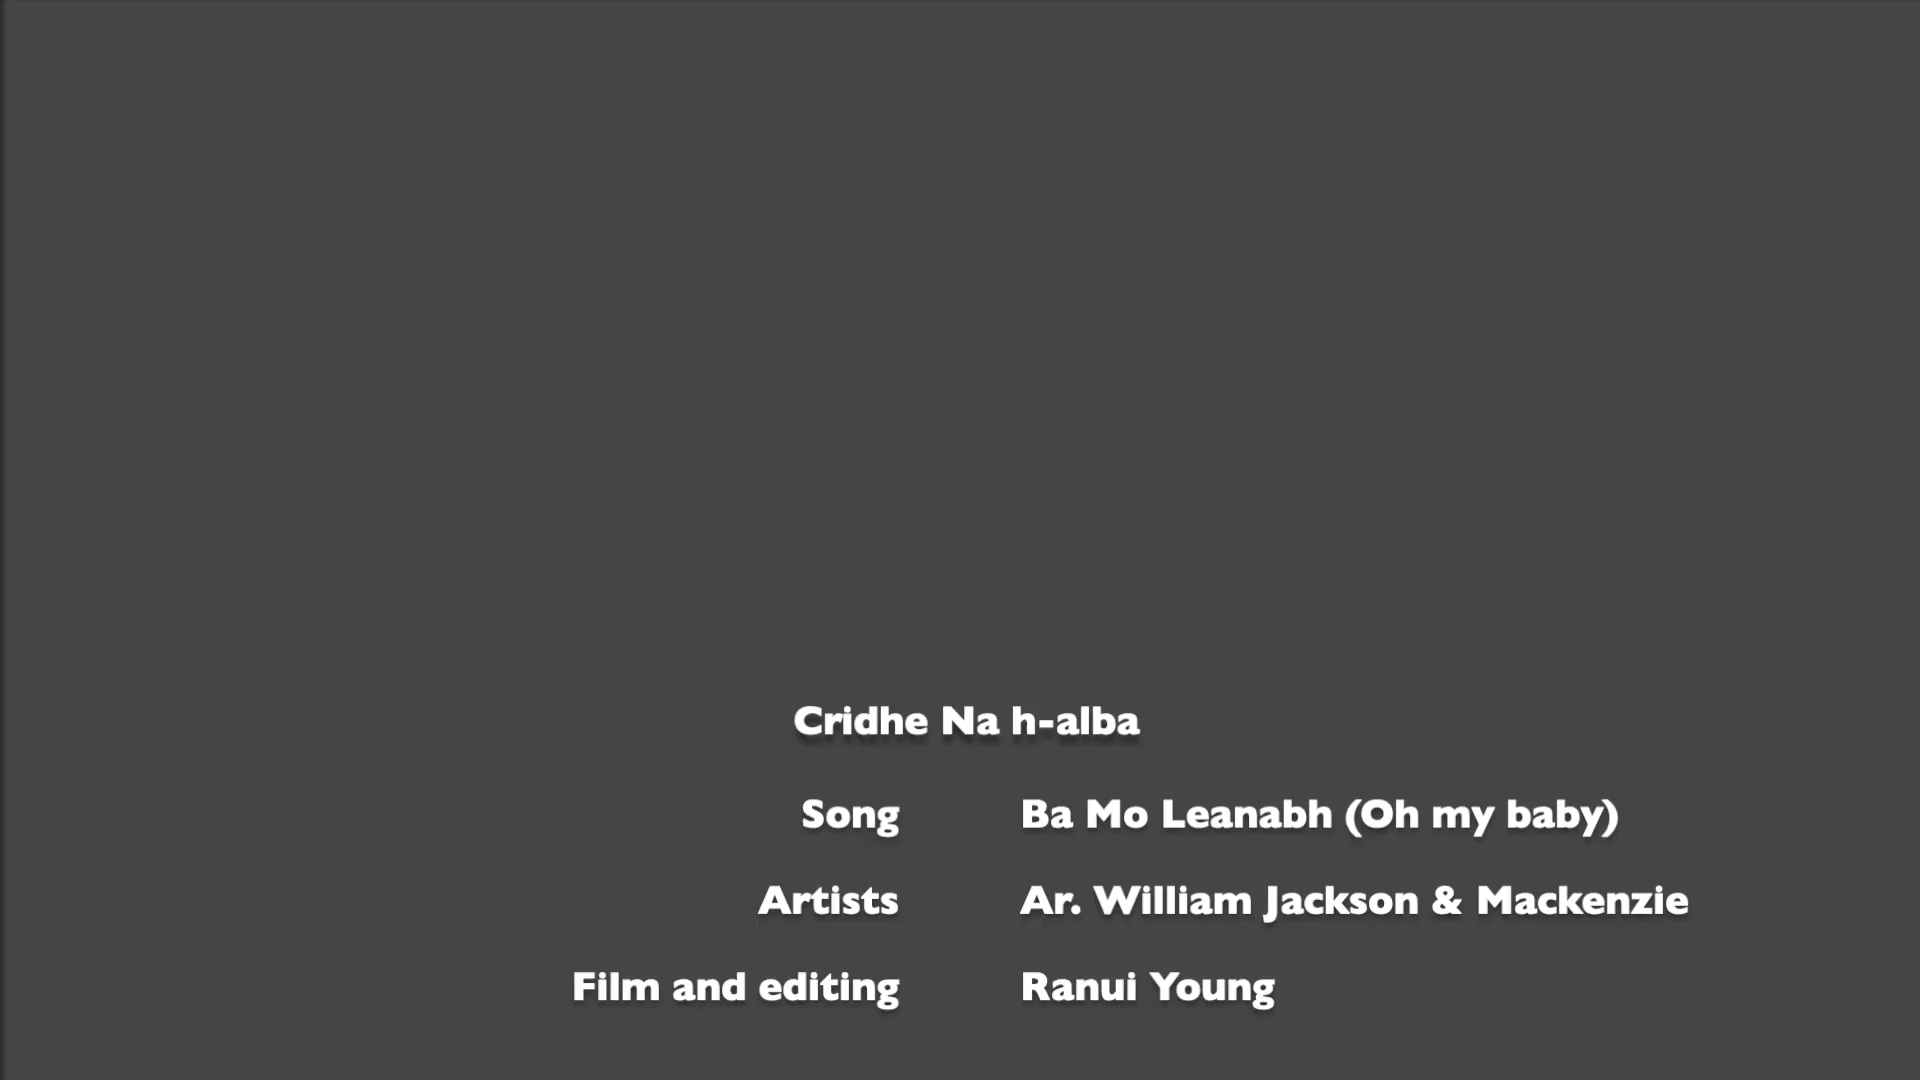 Cridhe Na h-alba
Song Ba Mo Leanabh (Oh my baby)
Artists Ar. William Jackson & Mackenzie
Film and editing Ranui Young